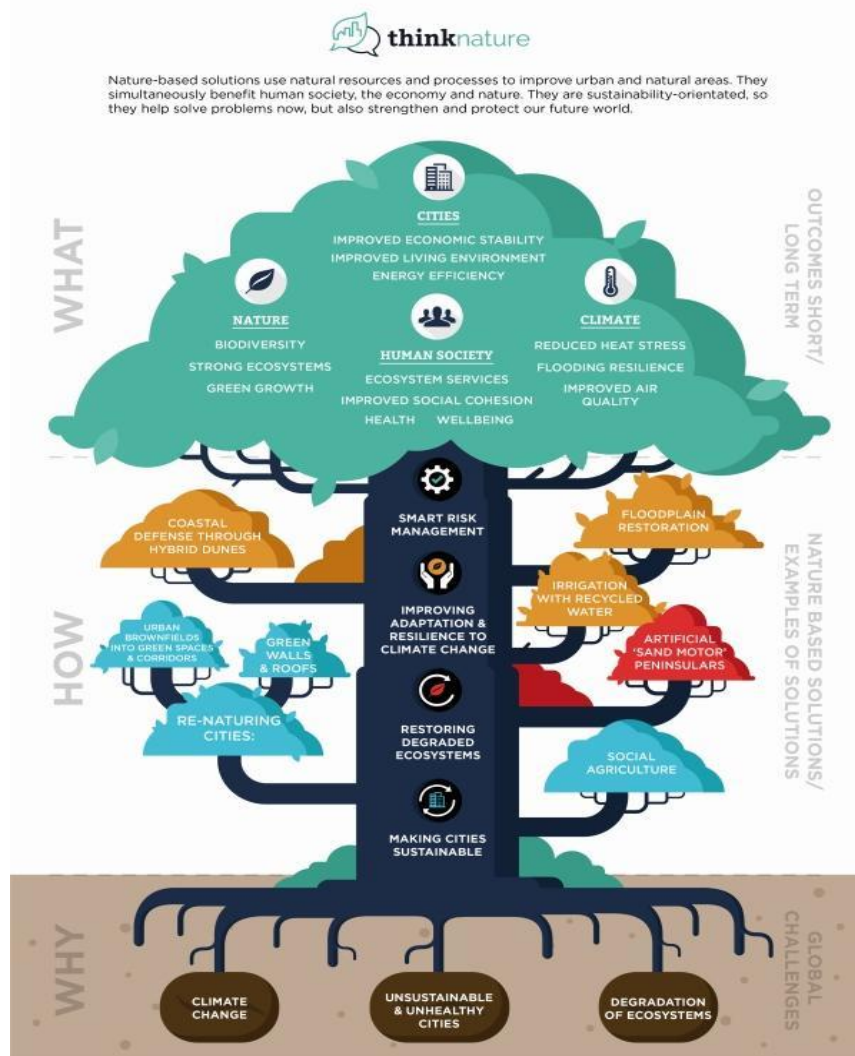 thinknature
Nature-based solutions use natural resources and processes to improve urban and natural areas. They
simultaneously benefit human society, the economy and nature. They are sustainability-orientated, so
they help solve problems now, but also strengthen and protect our future world.
WHAT
OUTCOMES SHORT/
LONG TERM
CITIES
IMPROVED ECONOMIC STABILITY
IMPROVED LIVING ENVIRONMENT
ENERGY EFFICIENCY
NATURE
BIODIVERSITY
STRONG ECOSYSTEMS
GREEN GROWTH
HUMAN SOCIETY
ECOSYSTEM SERVICES
IMPROVED SOCIAL COHESION
HEALTH WELLBEING
CLIMATE
REDUCED HEAT STRESS
FLOODING RESILIENCE
IMPROVED AIR
QUALITY
HOW
NATURE BASED SOLUTIONS/
EXAMPLES OF SOLUTIONS
SMART RISK
MANAGEMENT
COASTAL
DEFENSE THROUGH
HYBRID DUNES
FLOODPLAIN
RESTORATION
IMPROVING
ADAPTATION &
RESILIENCE TO
CLIMATE CHANGE
IRRIGATION
WITH RECYCLED
WATER
URBAN
BROWNFIELDS
INTO GREEN SPACES
& CORRIDORS
GREEN
WALLS
& ROOFS
RE-NATURING
CITIES:
ARTIFICIAL
'SAND MOTOR'
PENINSULARS
RESTORING
DEGRADED
ECOSYSTEMS
SOCIAL
AGRICULTURE
MAKING CITIES
SUSTAINABLE
WHY
GLOBAL
CHALLENGES
CLIMATE
CHANGE
UNSUSTAINABLE
& UNHEALTHY
CITIES
DEGRADATION
OF ECOSYSTEMS